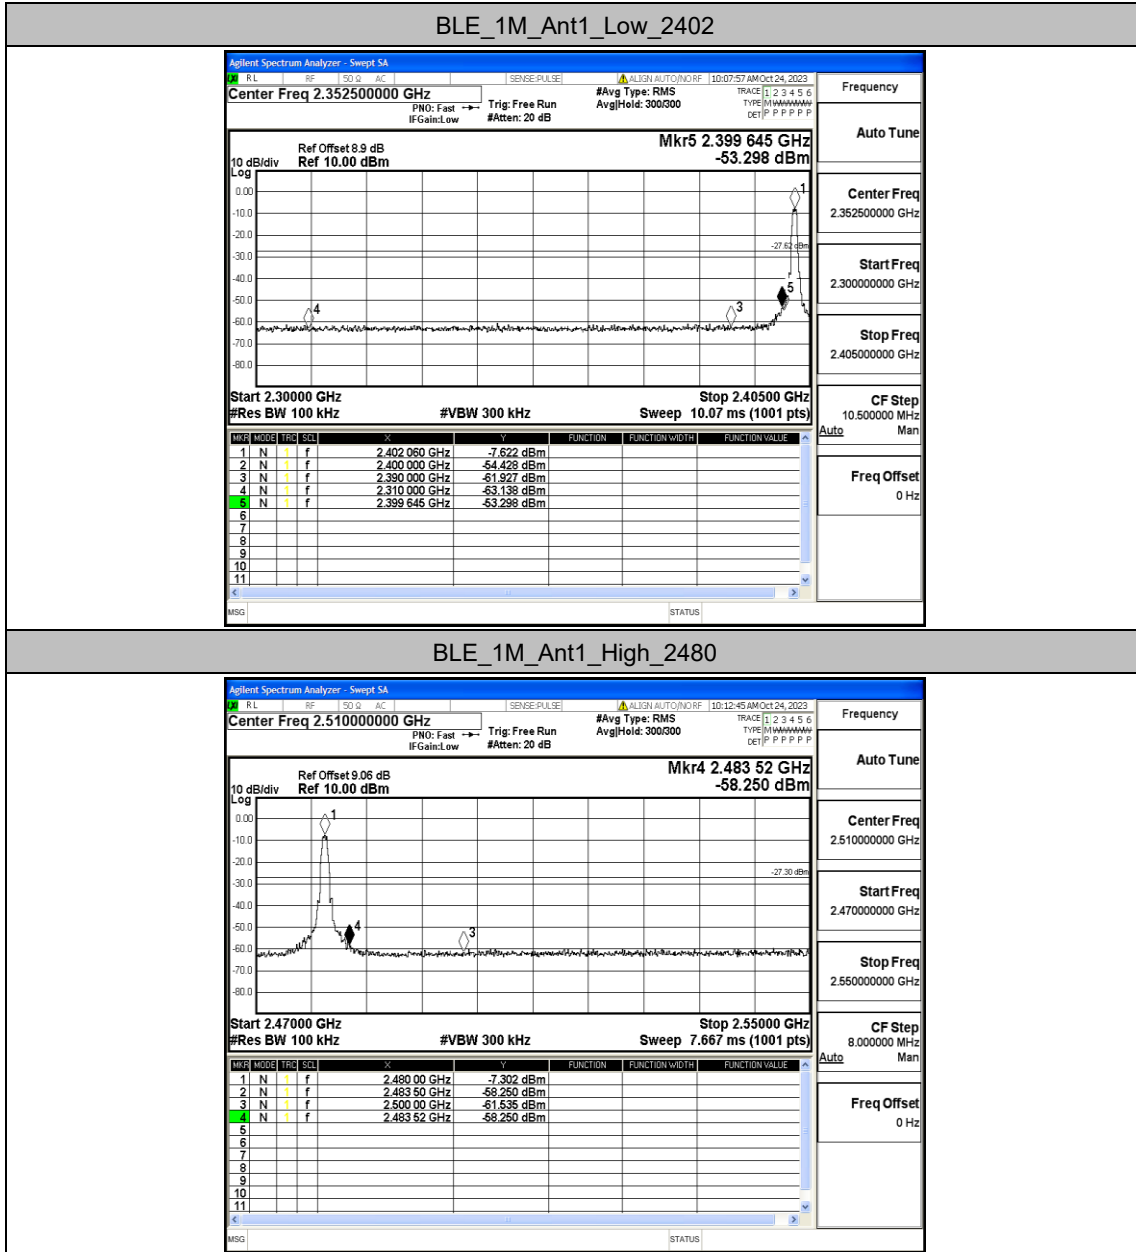 BLE_1M_Ant1_Low_2402
Agilent Spectrum Analyzer - Swept SA
RL RF 50 Ω AC SENSE:PULSE ALIGN AUTO/NO RF 10:07:57 AM Oct 24, 2023
Center Freq 2.352500000 GHz #Avg Type: RMS TRACE 1 2 3 4 5 6
PNO: Fast Trig: Free Run Avg|Hold: 300/300 TYPE M
IFGain:Low #Atten: 20 dB DET P P P P P P
Frequency
Auto Tune
Center Freq
2.352500000 GHz
Start Freq
2.300000000 GHz
Stop Freq
2.405000000 GHz
CF Step
10.500000 MHz
Auto Man
Freq Offset
0 Hz
Mkr5 2.399 645 GHz
-53.298 dBm
Ref Offset 8.9 dB
10 dB/div Ref 10.00 dBm
Log
0.00
-10.0
-20.0
-30.0
-40.0
-50.0
-60.0
-70.0
-80.0
1
-27.62 dBm
5
3
4
Start 2.30000 GHz Stop 2.40500 GHz
#Res BW 100 kHz #VBW 300 kHz Sweep 10.07 ms (1001 pts)
MKR MODE TRC SCL X Y FUNCTION FUNCTION WIDTH FUNCTION VALUE
1 N 1 f 2.402 060 GHz -7.622 dBm
2 N 1 f 2.400 000 GHz -54.428 dBm
3 N 1 f 2.390 000 GHz -61.927 dBm
4 N 1 f 2.310 000 GHz -63.138 dBm
5 N 1 f 2.399 645 GHz -53.298 dBm
6
7
8
9
10
11
MSG STATUS
BLE_1M_Ant1_High_2480
Agilent Spectrum Analyzer - Swept SA
RL RF 50 Ω AC SENSE:PULSE ALIGN AUTO/NO RF 10:12:45 AM Oct 24, 2023
Center Freq 2.510000000 GHz #Avg Type: RMS TRACE 1 2 3 4 5 6
PNO: Fast Trig: Free Run Avg|Hold: 300/300 TYPE M
IFGain:Low #Atten: 20 dB DET P P P P P P
Frequency
Auto Tune
Center Freq
2.510000000 GHz
Start Freq
2.470000000 GHz
Stop Freq
2.550000000 GHz
CF Step
8.000000 MHz
Auto Man
Freq Offset
0 Hz
Mkr4 2.483 52 GHz
-58.250 dBm
Ref Offset 9.06 dB
10 dB/div Ref 10.00 dBm
Log
0.00
-10.0
-20.0
-30.0
-40.0
-50.0
-60.0
-70.0
-80.0
1
-27.30 dBm
4
3
Start 2.47000 GHz Stop 2.55000 GHz
#Res BW 100 kHz #VBW 300 kHz Sweep 7.667 ms (1001 pts)
MKR MODE TRC SCL X Y FUNCTION FUNCTION WIDTH FUNCTION VALUE
1 N 1 f 2.480 00 GHz -7.302 dBm
2 N 1 f 2.483 50 GHz -58.250 dBm
3 N 1 f 2.500 00 GHz -61.535 dBm
4 N 1 f 2.483 52 GHz -58.250 dBm
5
6
7
8
9
10
11
MSG STATUS